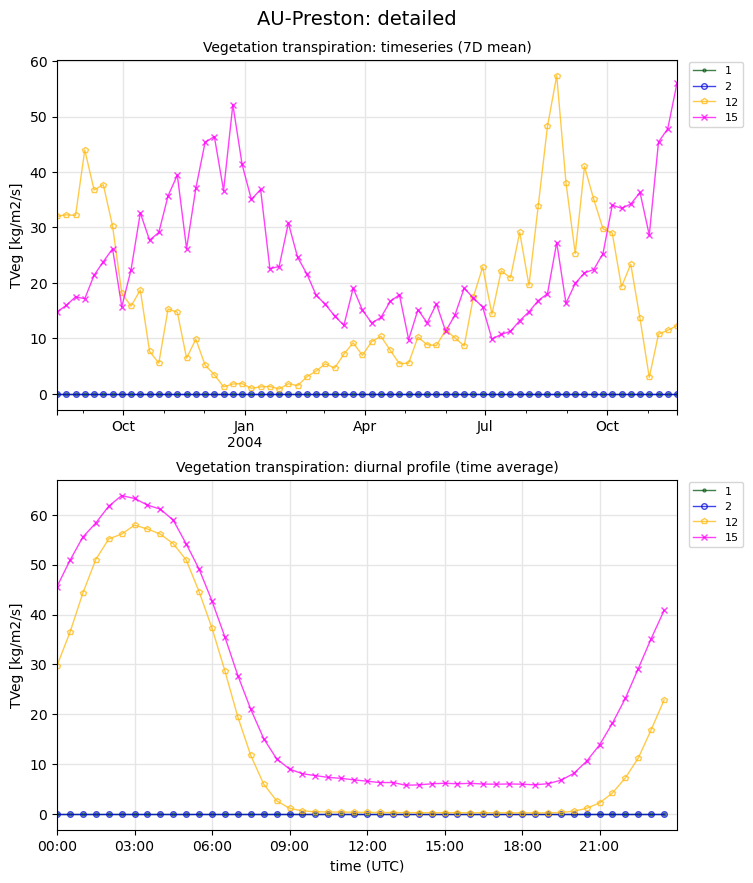 AU-Preston: detailed
Vegetation transpiration: timeseries (7D mean)
TVeg [kg/m2/s]
60
50
40
30
20
10
0
Oct
Jan
2004
Apr
Jul
Oct
1
2
12
15
Vegetation transpiration: diurnal profile (time average)
TVeg [kg/m2/s]
60
50
40
30
20
10
0
00:00
03:00
06:00
09:00
12:00
15:00
18:00
21:00
time (UTC)
1
2
12
15